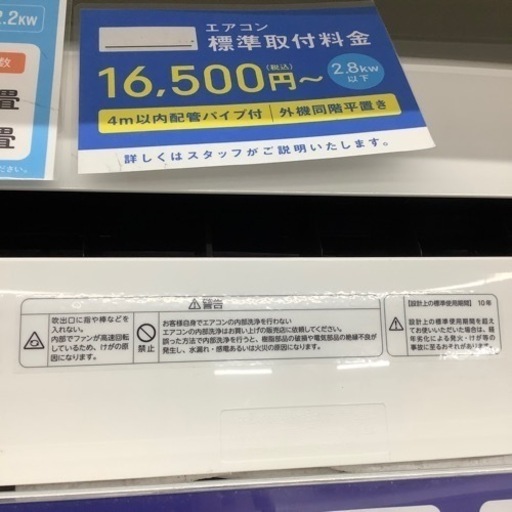 2.2KW
数
畳
畳
ださい。
エアコン
標準取付料金
16,500円～
(税込)
2.8kw
以下
4m以内配管パイプ付
外機同階平置き
詳しくはスタッフがご説明いたします。
⚠警告
吹出口に指や棒などを
入れない。
内部でファンが高速回転
しているため、けがの原
因になります。
禁止
お客様自身でエアコンの内部洗浄を行わない
エアコンの内部洗浄はお買い上げの販売店に依頼してください。
誤った方法で内部洗浄を行うと、樹脂部品の破損や電気部品の絶縁不良が
発生し、水漏れ・感電あるいは火災の原因になります。
【設計上の標準使用期間】 10年
設計上の標準使用期間を超え
てお使いいただいた場合は、経
年劣化による発火・けが等の
事故に至るおそれがあります。